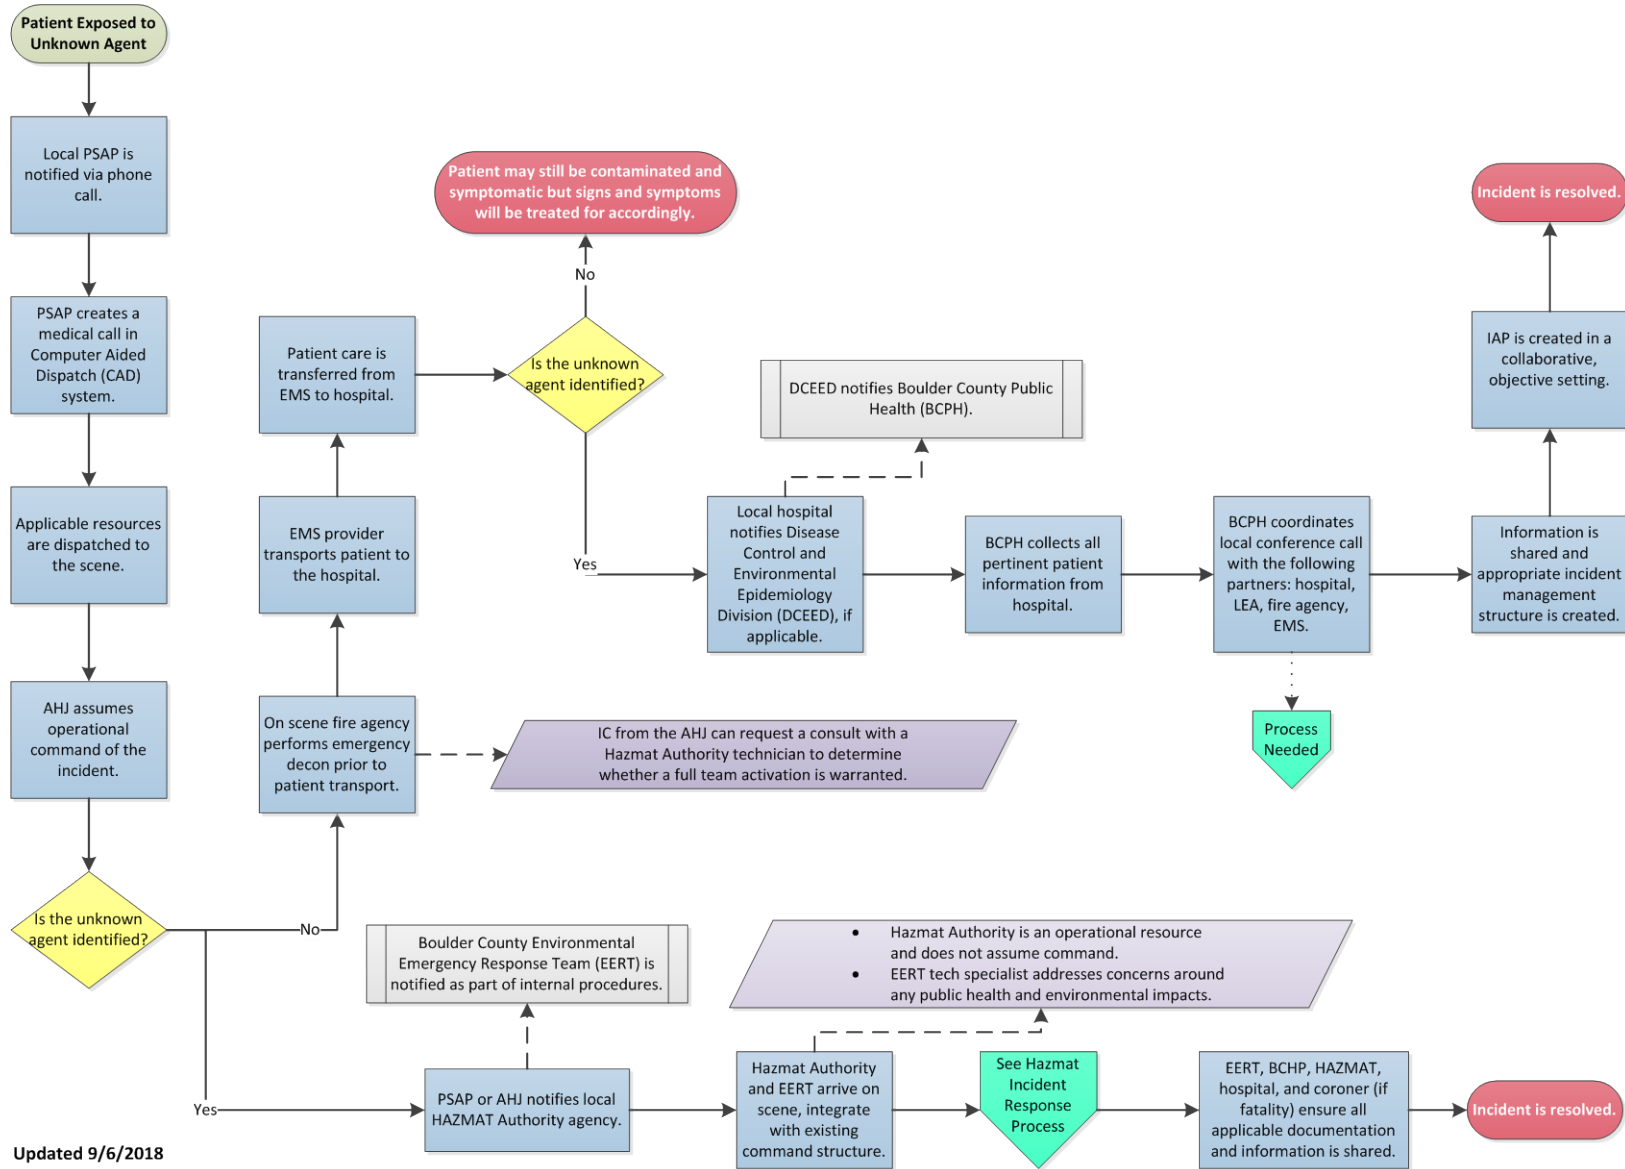 Patient Exposed to
Unknown Agent
Local PSAP is
notified via phone
call.
PSAP creates a
medical call in
Computer Aided
Dispatch (CAD)
system.
Applicable resources
are dispatched to
the scene.
AHJ assumes
operational
command of the
incident.
Is the unknown
agent identified?
No
Yes
On scene fire agency
performs emergency
decon prior to
patient transport.
IC from the AHJ can request a consult with a
Hazmat Authority technician to determine
whether a full team activation is warranted.
EMS provider
transports patient to
the hospital.
Patient care is
transferred from
EMS to hospital.
Is the unknown
agent identified?
No
Patient may still be contaminated and
symptomatic but signs and symptoms
will be treated for accordingly.
Yes
Local hospital
notifies Disease
Control and
Environmental
Epidemiology
Division (DCEED), if
applicable.
DCEED notifies Boulder County Public
Health (BCPH).
BCPH collects all
pertinent patient
information from
hospital.
BCPH coordinates
local conference call
with the following
partners: hospital,
LEA, fire agency,
EMS.
Process
Needed
Information is
shared and
appropriate incident
management
structure is created.
IAP is created in a
collaborative,
objective setting.
Incident is resolved.
PSAP or AHJ notifies local
HAZMAT Authority agency.
Boulder County Environmental
Emergency Response Team (EERT) is
notified as part of internal procedures.
Hazmat Authority
and EERT arrive on
scene, integrate
with existing
command structure.
• Hazmat Authority is an operational resource
and does not assume command.
• EERT tech specialist addresses concerns around
any public health and environmental impacts.
See Hazmat
Incident
Response
Process
EERT, BCHP, HAZMAT,
hospital, and coroner (if
fatality) ensure all
applicable documentation
and information is shared.
Incident is resolved.
Updated 9/6/2018